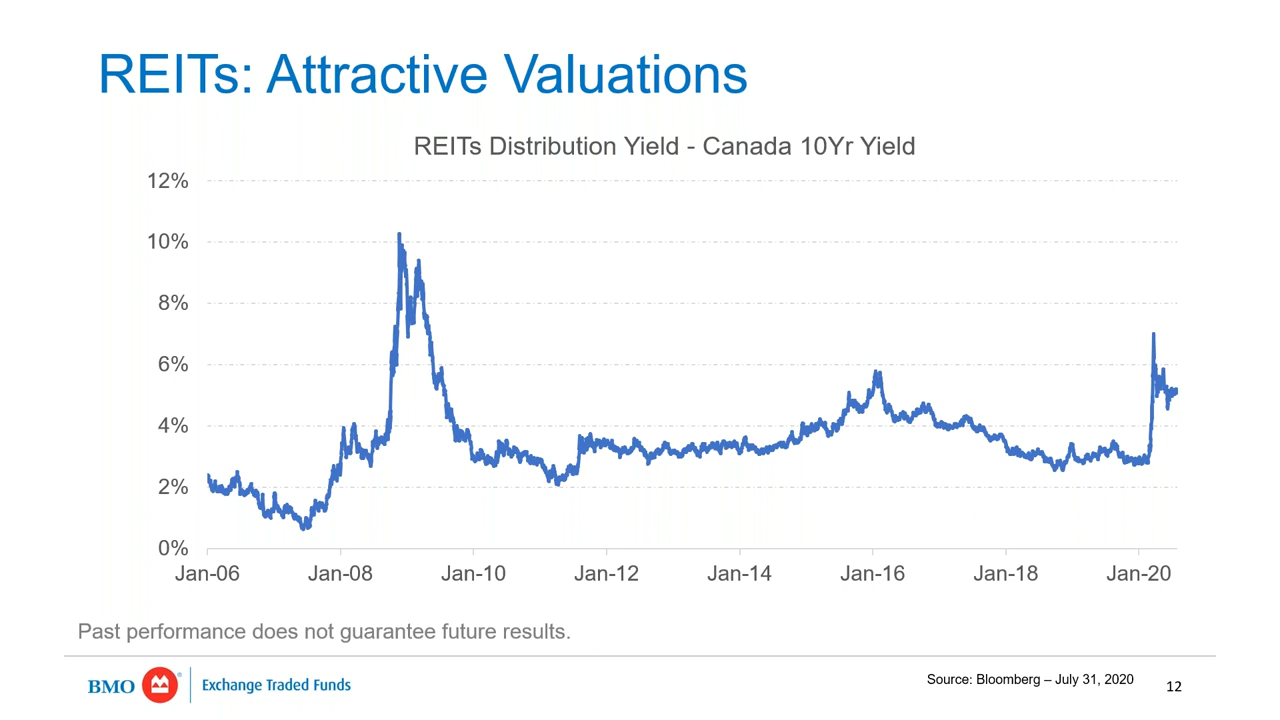 REITs: Attractive Valuations
REITs Distribution Yield - Canada 10Yr Yield
12%
10%
8%
6%
4%
2%
0%
Jan-06 Jan-08 Jan-10 Jan-12 Jan-14 Jan-16 Jan-18 Jan-20
Past performance does not guarantee future results.
BMO ® Exchange Traded Funds
Source: Bloomberg – July 31, 2020
12